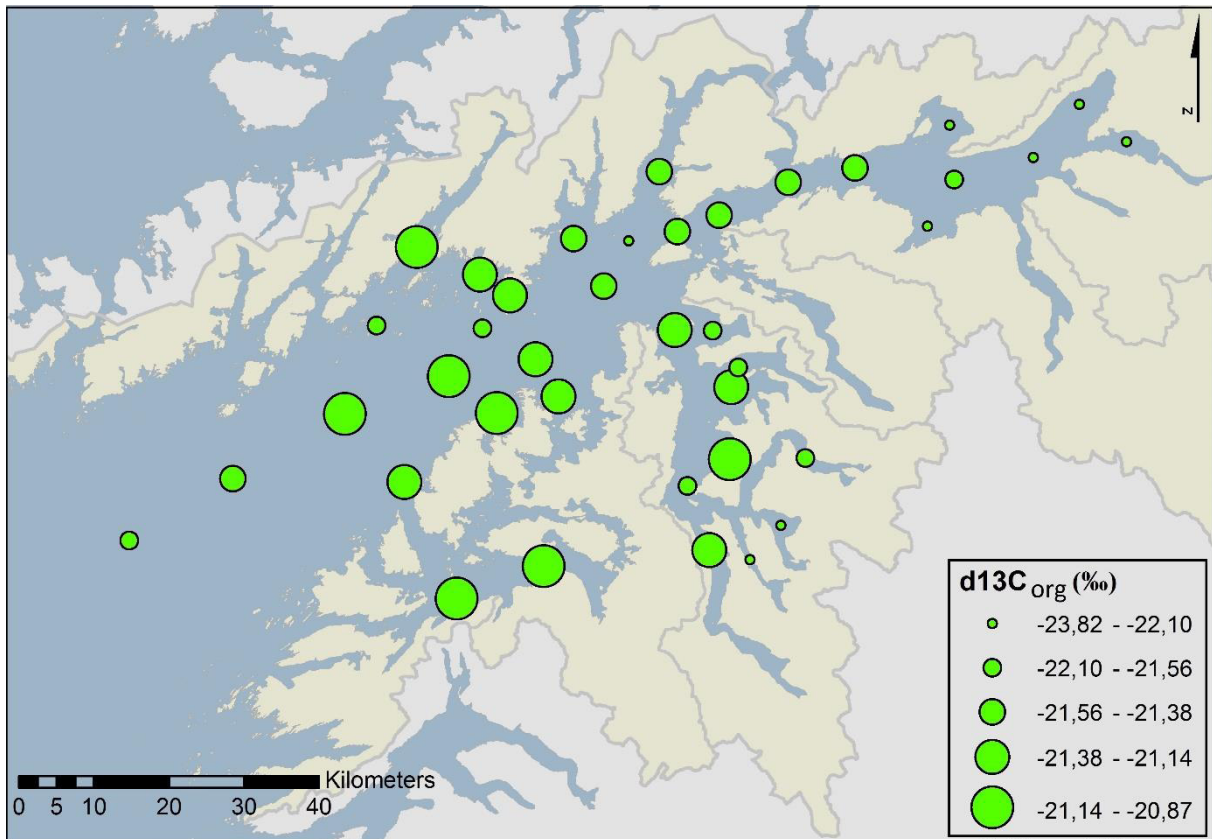 z
d13C org (‰)
-23,82 - -22,10
-22,10 - -21,56
-21,56 - -21,38
-21,38 - -21,14
-21,14 - -20,87
Kilometers
0 5 10 20 30 40